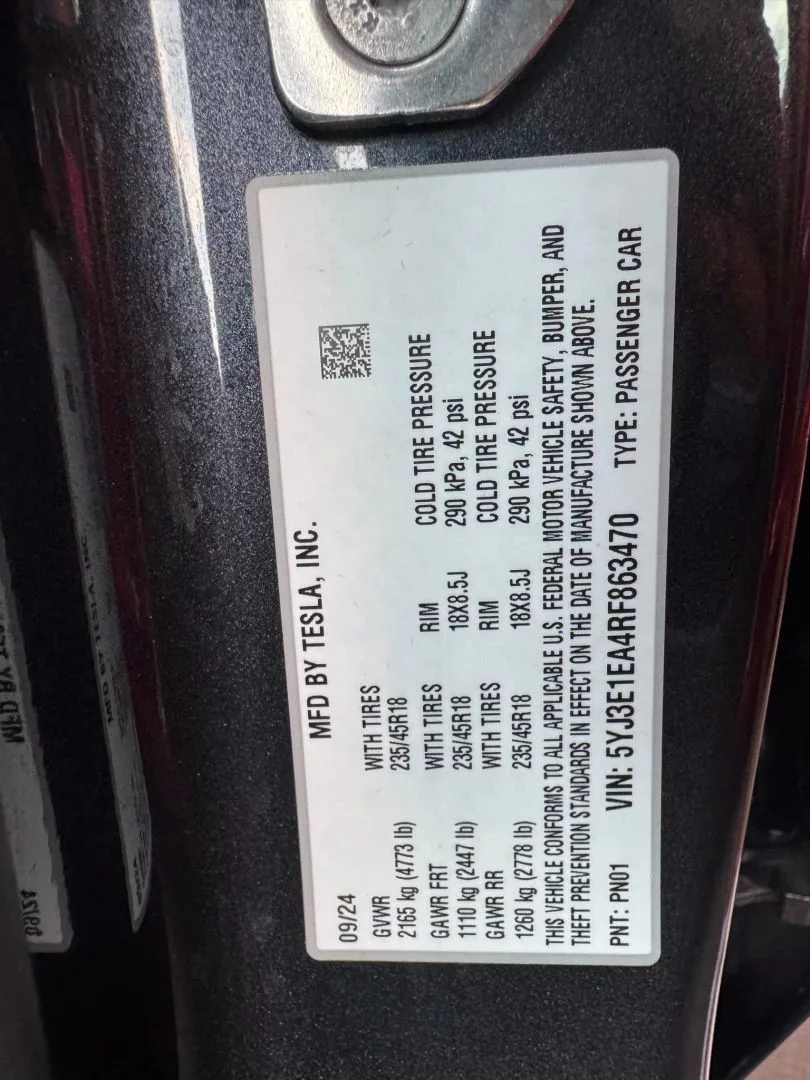 MFD BY TESLA, INC.
09/24
GVWR WITH TIRES
2165 kg (4773 lb) 235/45R18
GAWR FRT WITH TIRES RIM COLD TIRE PRESSURE
1110 kg (2447 lb) 235/45R18 18X8.5J 290 kPa, 42 psi
GAWR RR WITH TIRES RIM COLD TIRE PRESSURE
1260 kg (2778 lb) 235/45R18 18X8.5J 290 kPa, 42 psi
THIS VEHICLE CONFORMS TO ALL APPLICABLE U.S. FEDERAL MOTOR VEHICLE SAFETY, BUMPER, AND
THEFT PREVENTION STANDARDS IN EFFECT ON THE DATE OF MANUFACTURE SHOWN ABOVE.
PNT: PN01 VIN: 5YJ3E1EA4RF863470 TYPE: PASSENGER CAR